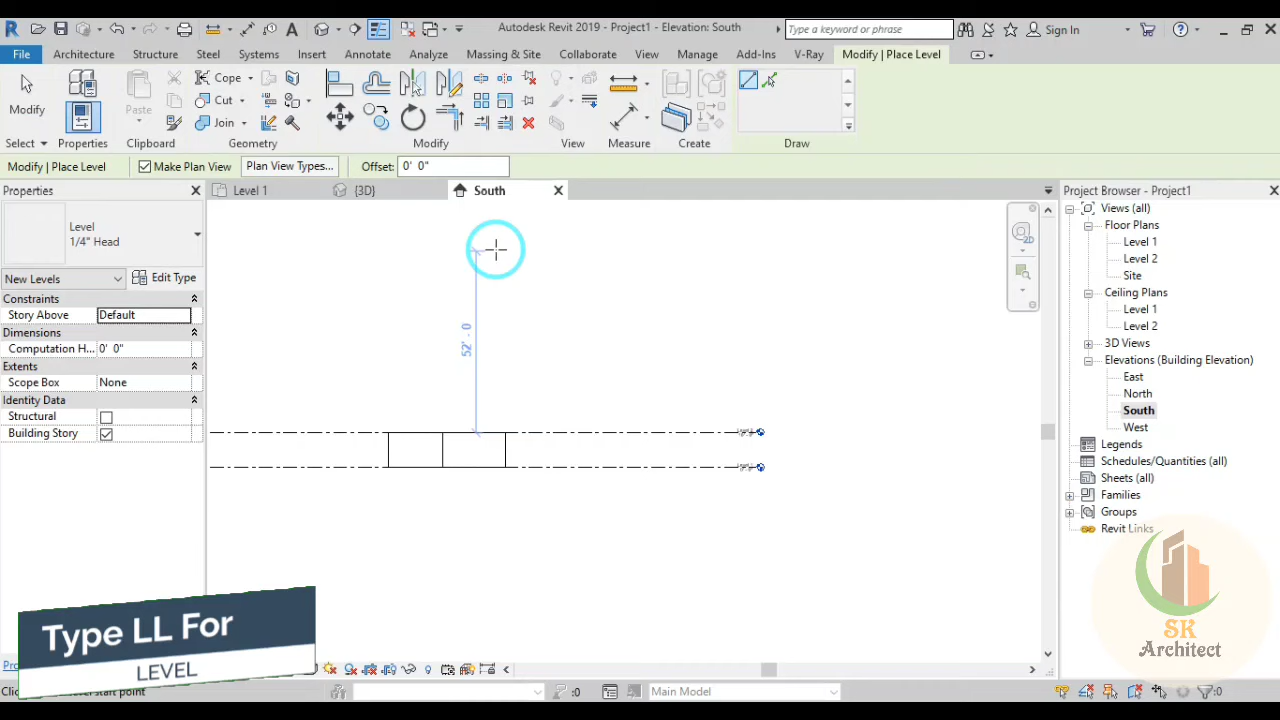 Autodesk Revit 2019 - Project1 - Elevation: South
Type a keyword or phrase
Sign In
File Architecture Structure Steel Systems Insert Annotate Analyze Massing & Site Collaborate View Manage Add-Ins V-Ray Modify | Place Level
Modify Paste Cope
Cut
Join
Select Properties Clipboard Geometry Modify View Measure Create Draw
Modify | Place Level Make Plan View Plan View Types... Offset: 0' 0"
Properties
Level 1 {3D} South
Project Browser - Project1
Level
1/4" Head
New Levels Edit Type
Constraints
Story Above Default
Dimensions
Computation H... 0' 0"
Extents
Scope Box None
Identity Data
Structural
Building Story
52' - 0
2D
Views (all)
Floor Plans
Level 1
Level 2
Site
Ceiling Plans
Level 1
Level 2
3D Views
Elevations (Building Elevation)
East
North
South
West
Legends
Schedules/Quantities (all)
Sheets (all)
Families
Groups
Revit Links
Type LL For
LEVEL
SK
Architect
start point
:0
Main Model
:0